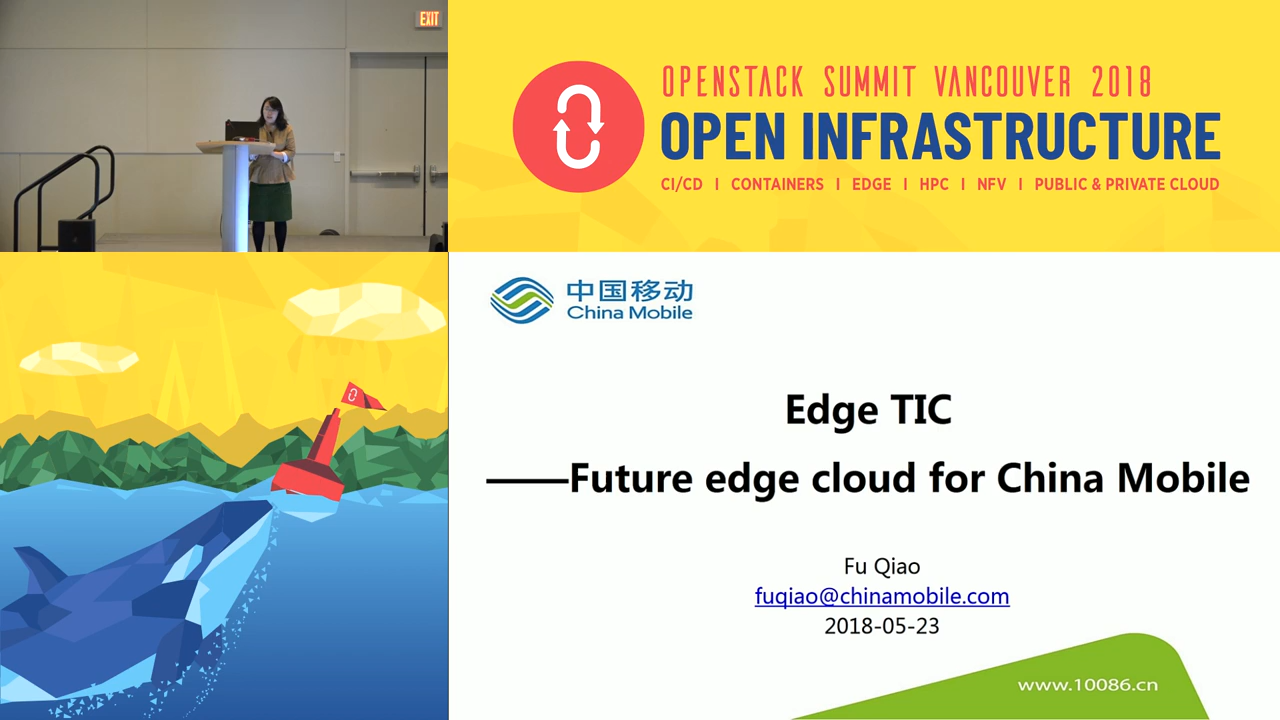 EXIT
OPENSTACK SUMMIT VANCOUVER 2018
OPEN INFRASTRUCTURE
CI/CD | CONTAINERS | EDGE | HPC | NFV | PUBLIC & PRIVATE CLOUD
中国移动
China Mobile
Edge TIC
——Future edge cloud for China Mobile
Fu Qiao
fuqiao@chinamobile.com
2018-05-23
www.10086.cn